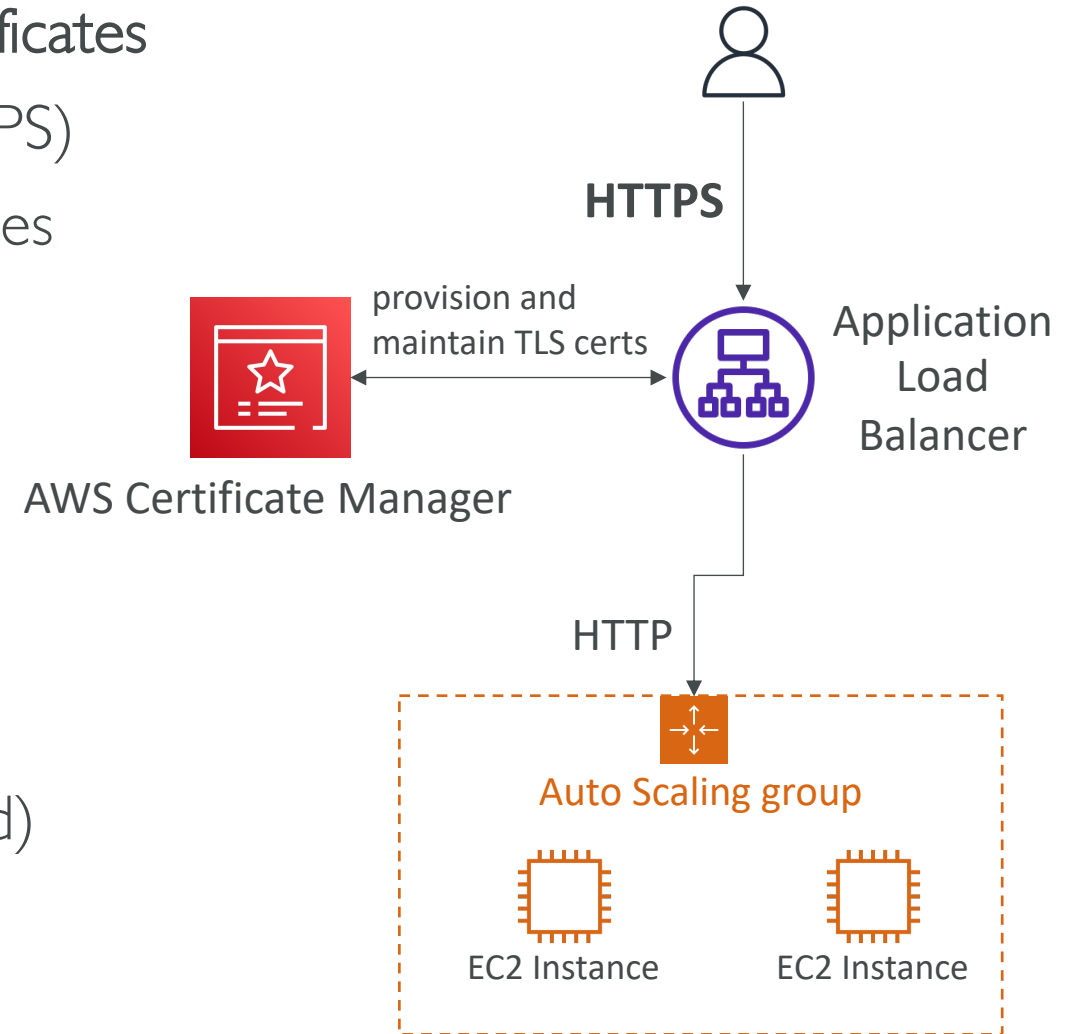 ficates
PS)
es
d)
HTTPS
provision and
maintain TLS certs
Application
Load
Balancer
AWS Certificate Manager
HTTP
Auto Scaling group
EC2 Instance
EC2 Instance